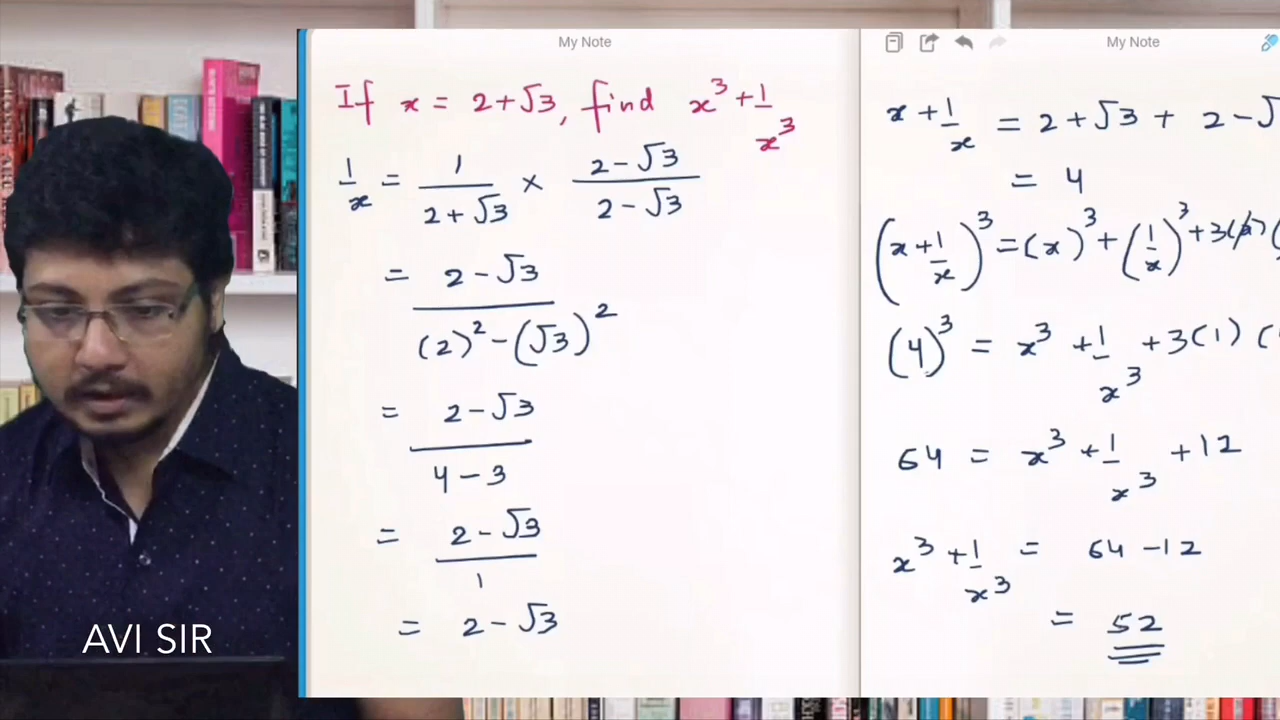 My Note
If x = 2+√3, find x³ + 1/x³
1/x = 1/(2+√3) × (2-√3)/(2-√3)
= (2-√3)/((2)² - (√3)²)
= (2-√3)/(4-3)
= (2-√3)/1
= 2-√3
My Note
x + 1/x = 2+√3 + 2-√
= 4
(x + 1/x)³ = (x)³ + (1/x)³ + 3(x) (
(4)³ = x³ + 1/x³ + 3(1) (
64 = x³ + 1/x³ + 12
x³ + 1/x³ = 64 - 12
= 52
AVI SIR